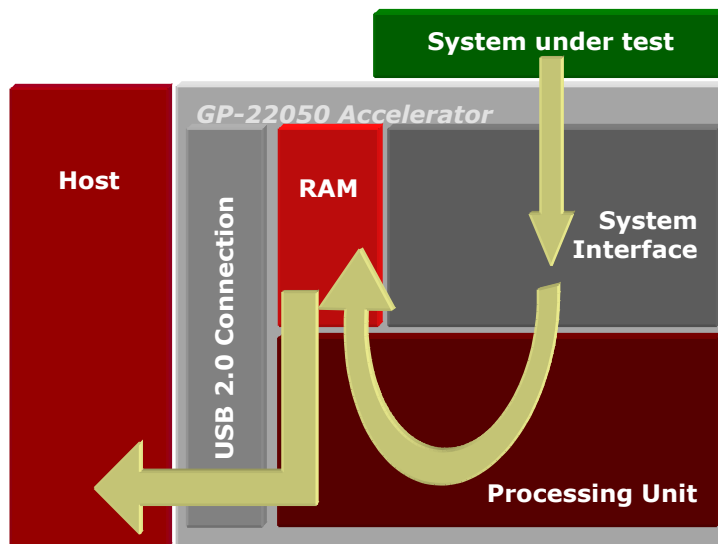 System under test
GP-22050 Accelerator
Host
RAM
System
Interface
USB 2.0 Connection
Processing Unit